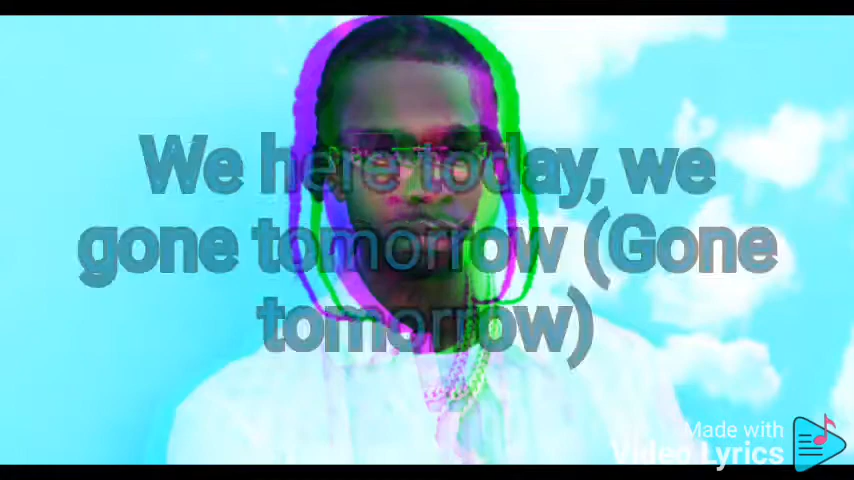 We here today, we
gone tomorrow (Gone
tomorrow)
Made with
Video Lyrics